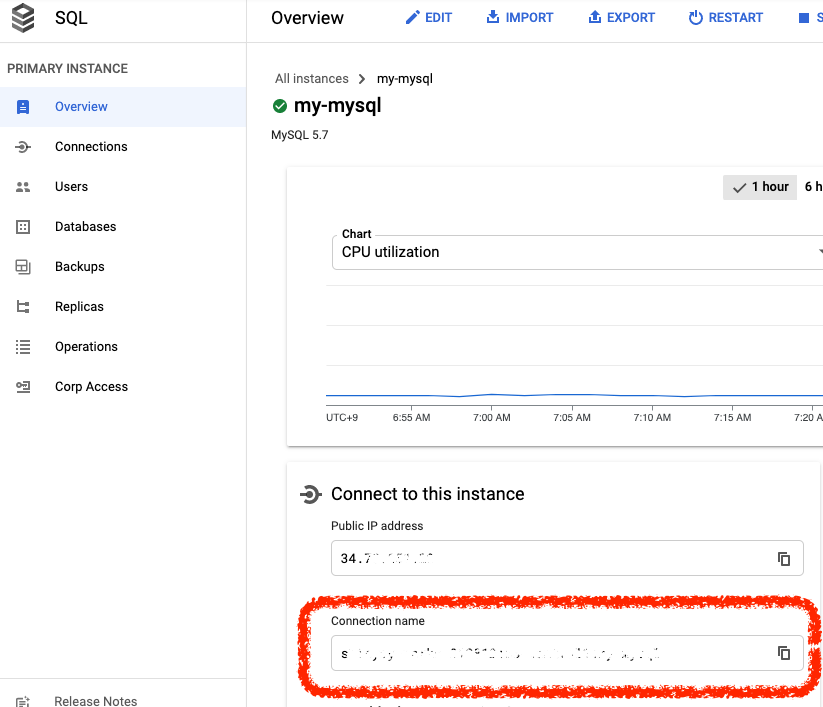 SQL
Overview
EDIT
IMPORT
EXPORT
RESTART
S
PRIMARY INSTANCE
Overview
Connections
Users
Databases
Backups
Replicas
Operations
Corp Access
Release Notes
All instances
my-mysql
my-mysql
MySQL 5.7
1 hour
6 h
Chart
CPU utilization
UTC+9
6:55 AM
7:00 AM
7:05 AM
7:10 AM
7:15 AM
7:20 A
Connect to this instance
Public IP address
Connection name